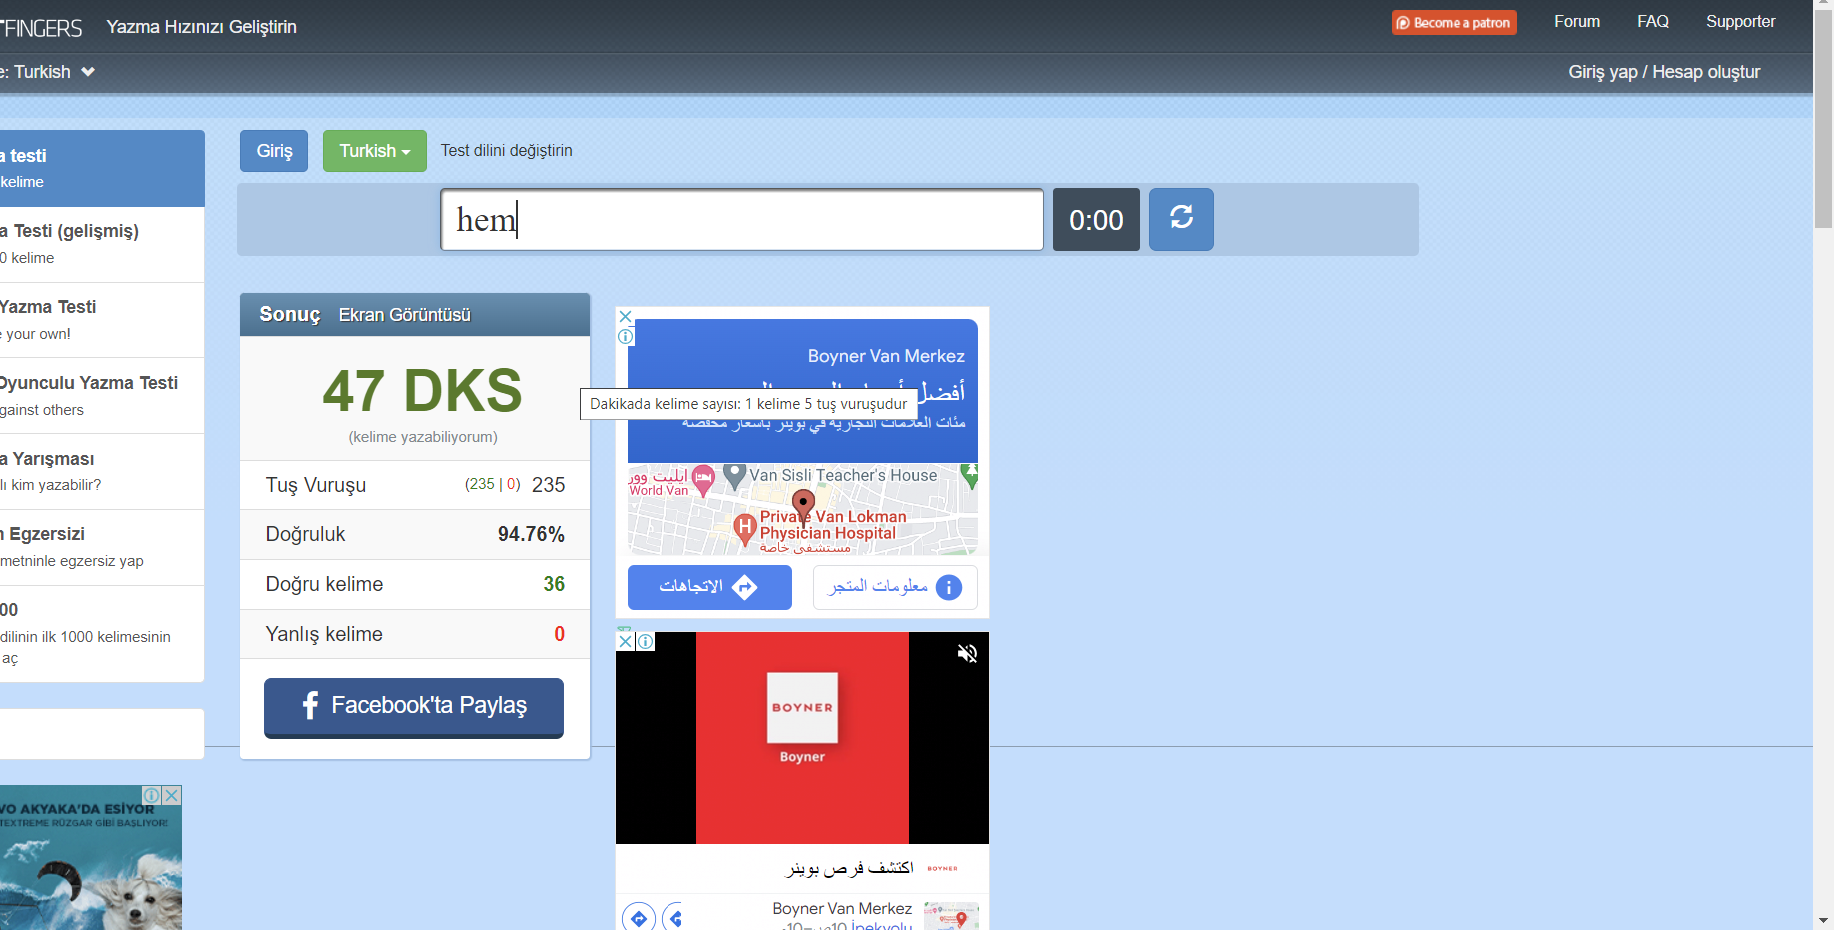 FINGERS Yazma Hızınızı Geliştirin
Become a patron Forum FAQ Supporter
e: Turkish
Giriş yap / Hesap oluştur
a testi
kelime
a Testi (gelişmiş)
0 kelime
Yazma Testi
e your own!
Oyunculu Yazma Testi
gainst others
a Yarışması
lı kim yazabilir?
n Egzersizi
metninle egzersiz yap
00
dilinin ilk 1000 kelimesinin
aç
VO AKYAKA'DA ESİYOR
TEXTREME RÜZGAR GİBİ BAŞLIYOR!
Giriş Turkish Test dilini değiştirin
hem 0:00
Sonuç Ekran Görüntüsü
47 DKS
(kelime yazabiliyorum)
Tuş Vuruşu (235 | 0) 235
Doğruluk 94.76%
Doğru kelime 36
Yanlış kelime 0
Facebook'ta Paylaş
Dakikada kelime sayısı: 1 kelime 5 tuş vuruşudur
Boyner Van Merkez
أفضل
مئات العلامات التجارية في بوينر بأسعار مخفضة
ايليت وور
World Van
Van Sisli Teacher's House
H
Private Van Lokman
Physician Hospital
مستشفى خاصة
الاتجاهات
معلومات المتجر
BOYNER
Boyner
اكتشف فرص بوينر
BOYNER
Boyner Van Merkez
İpekyolu